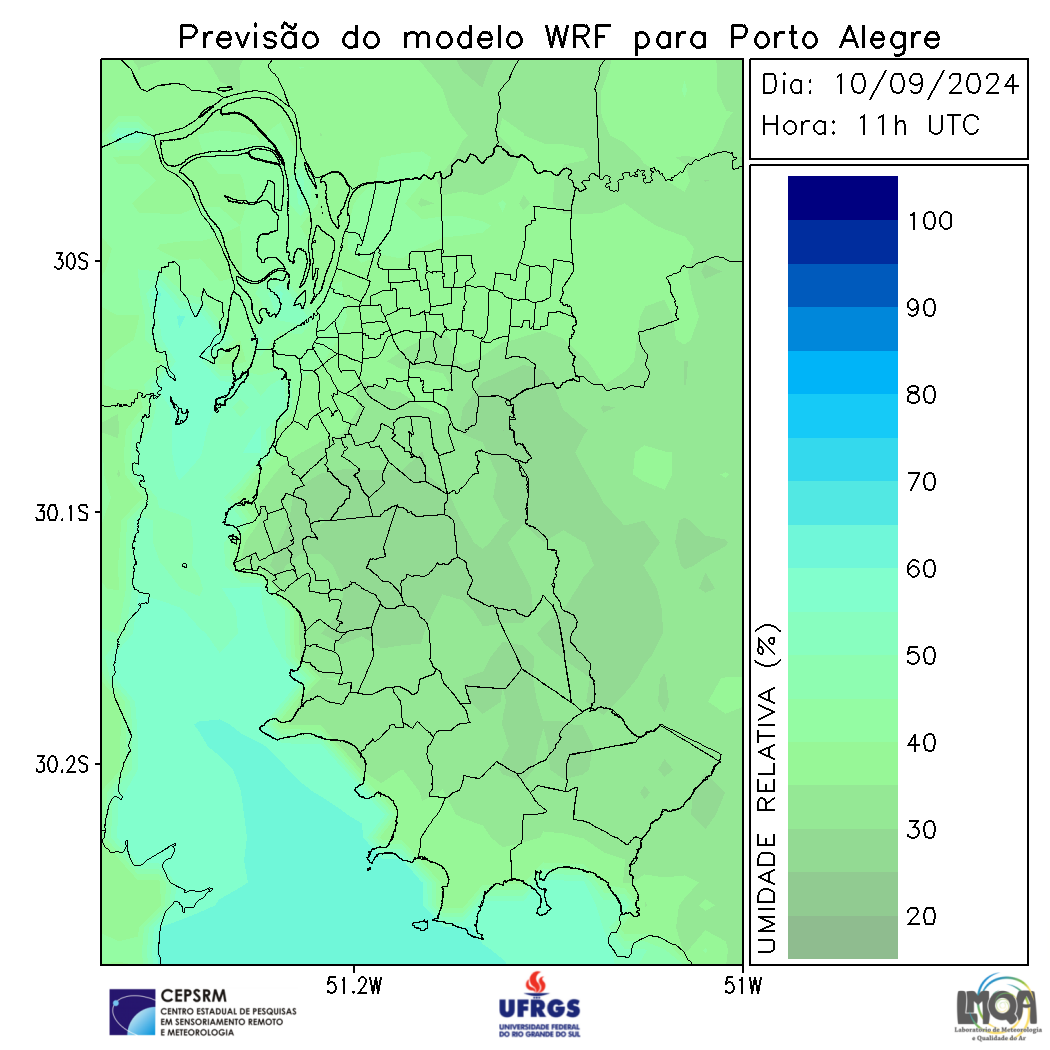 Previsão do modelo WRF para Porto Alegre
Dia: 10/09/2024
Hora: 11h UTC
30S
30.1S
30.2S
51.2W
51W
100
90
80
70
60
50
40
30
20
UMIDADE RELATIVA (%)
CEPSRM
CENTRO ESTADUAL DE PESQUISAS
EM SENSORIAMENTO REMOTO
E METEOROLOGIA
UFRGS
UNIVERSIDADE FEDERAL
DO RIO GRANDE DO SUL
LMQA
Laboratório de Meteorologia
e Qualidade do Ar